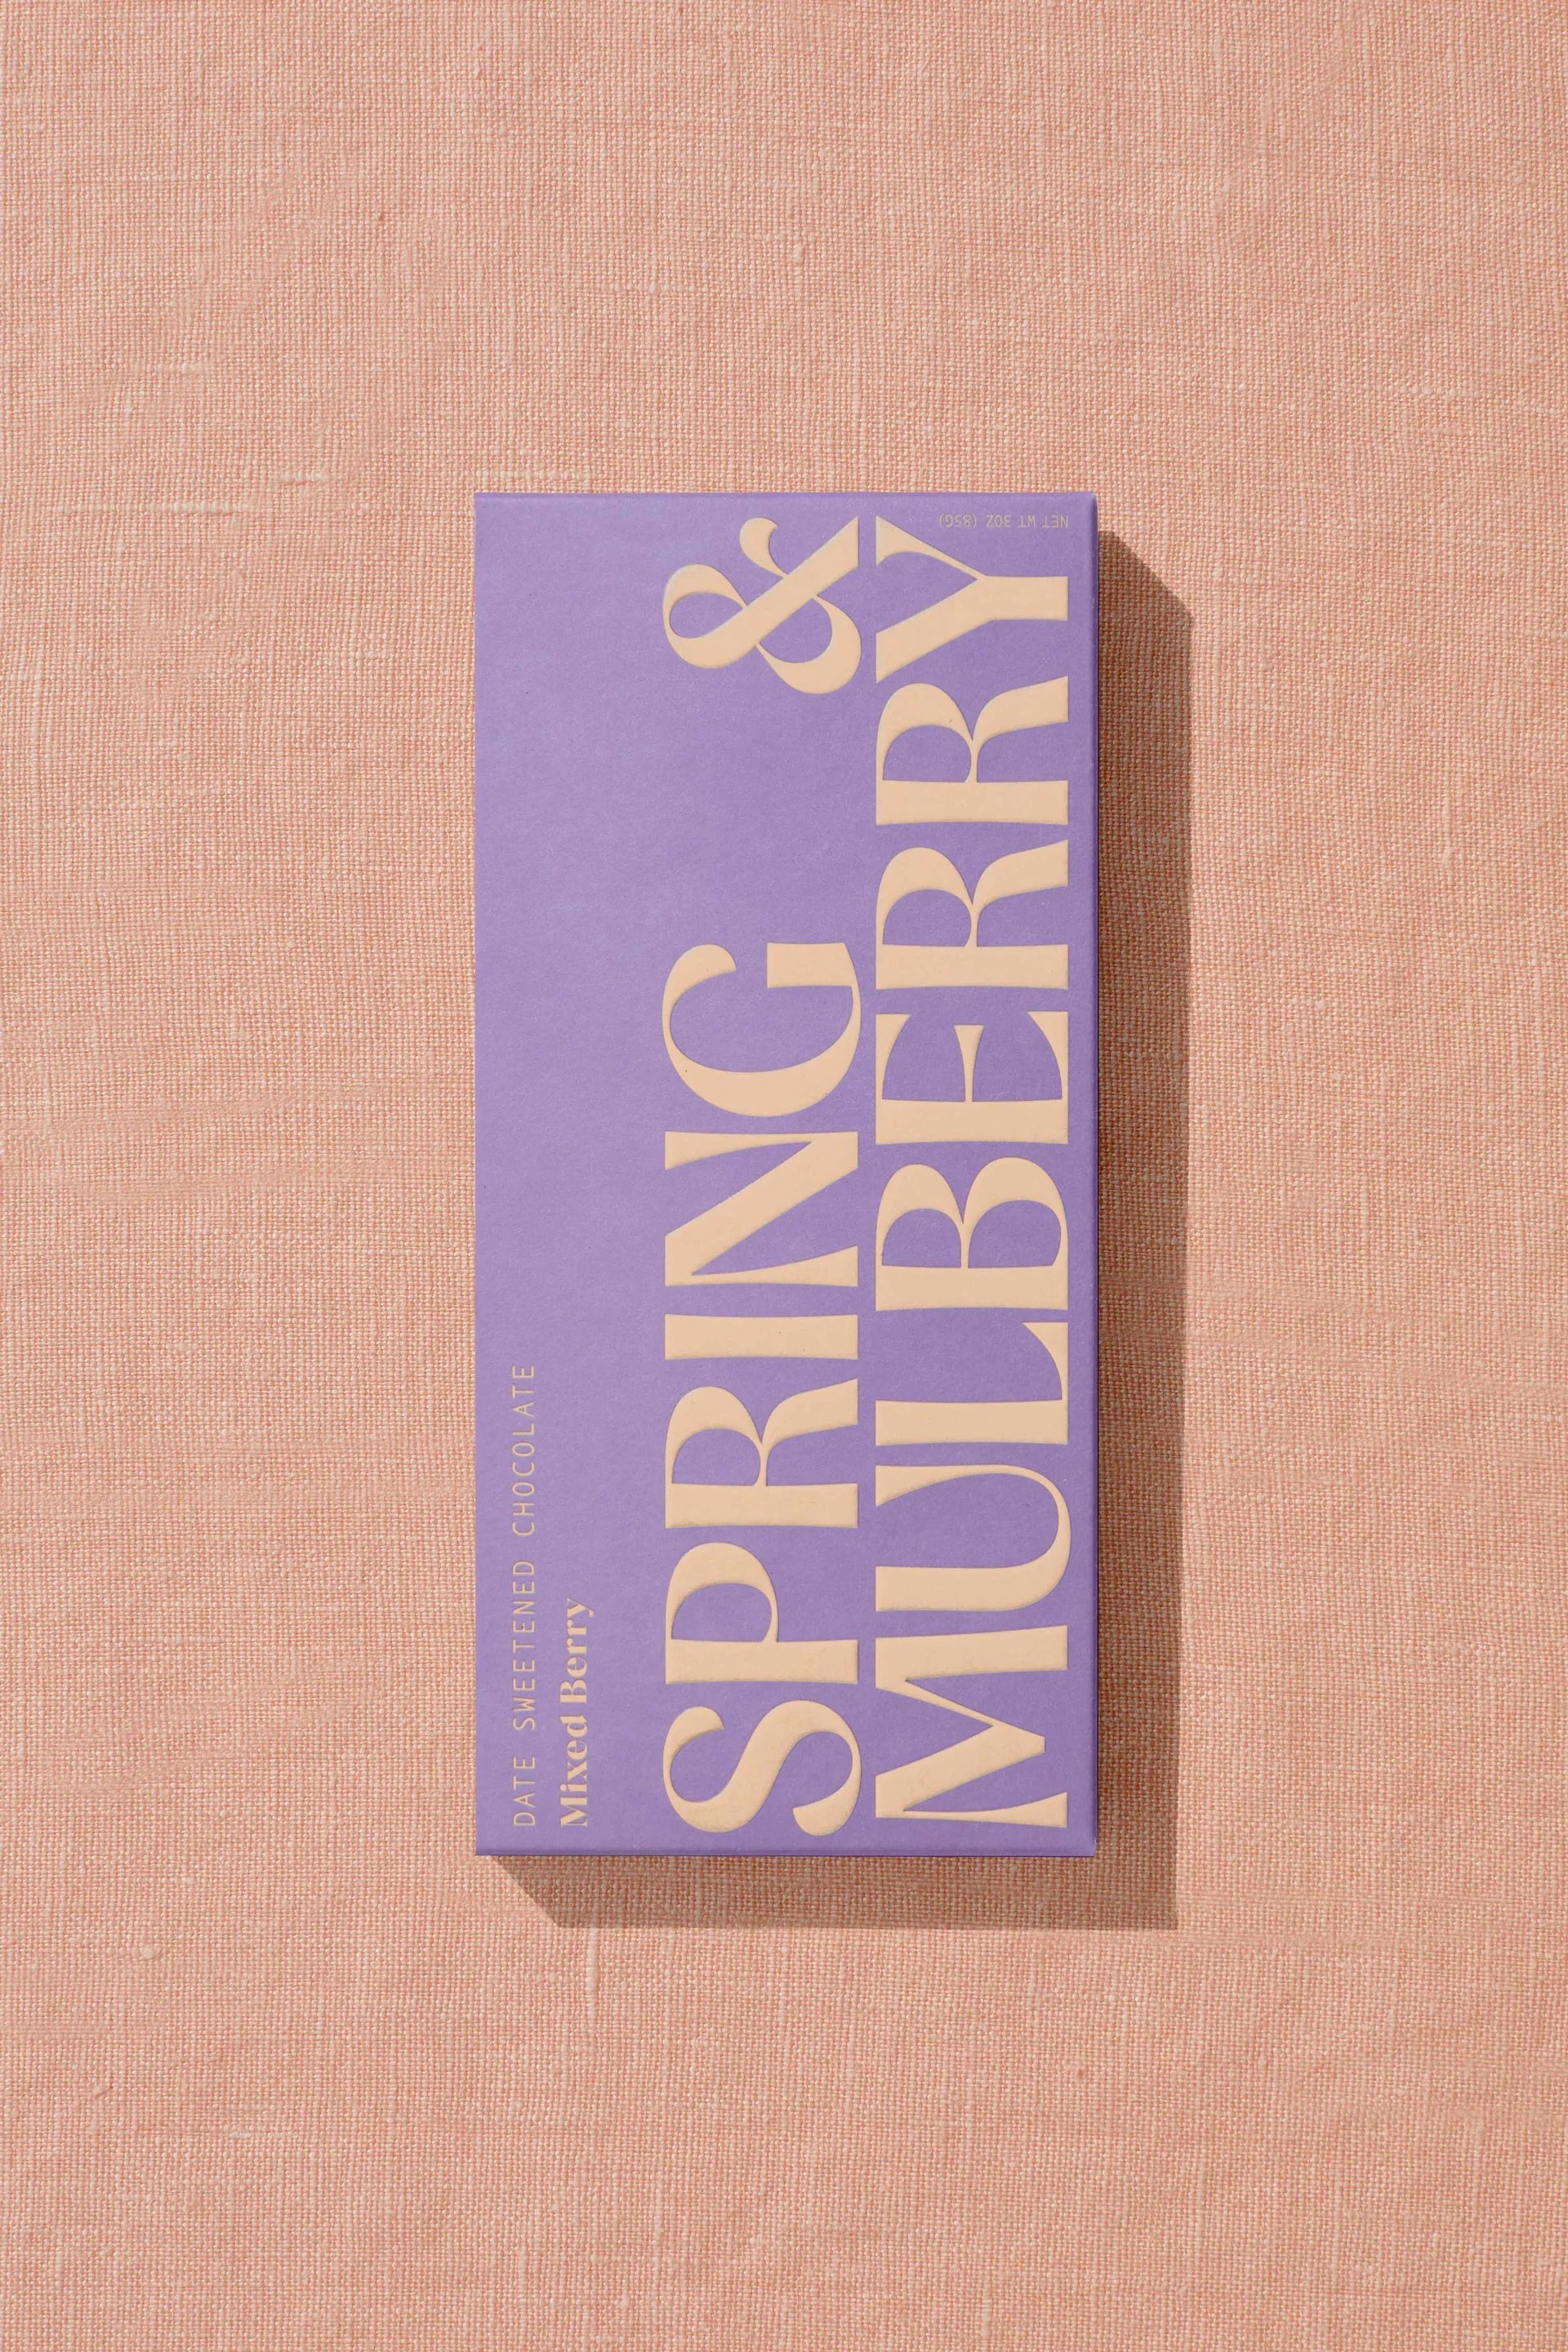 DATE SWEETENED CHOCOLATE
Mixed Berry
SPRING &
MULBERRY
NET WT 3OZ (85G)